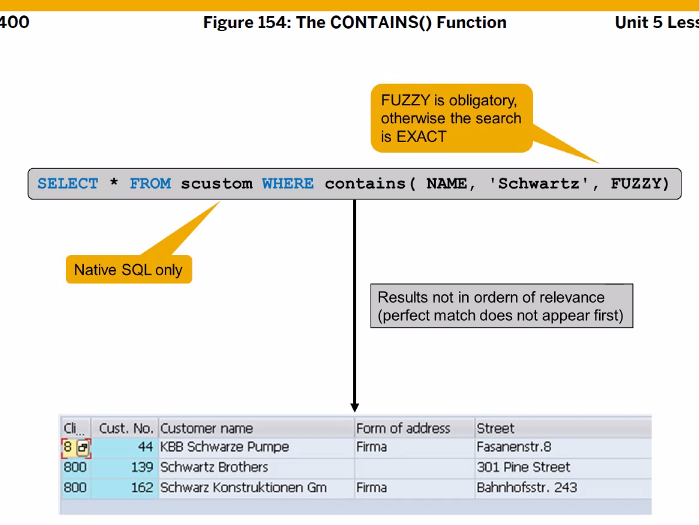 400 Figure 154: The CONTAINS() Function Unit 5 Less
FUZZY is obligatory,
otherwise the search
is EXACT
SELECT * FROM scustom WHERE contains( NAME, 'Schwartz', FUZZY)
Native SQL only
Results not in ordern of relevance
(perfect match does not appear first)
Cli... Cust. No. Customer name Form of address Street
8 44 KBB Schwarze Pumpe Firma Fasanenstr.8
800 139 Schwartz Brothers 301 Pine Street
800 162 Schwarz Konstruktionen Gm Firma Bahnhofsstr. 243